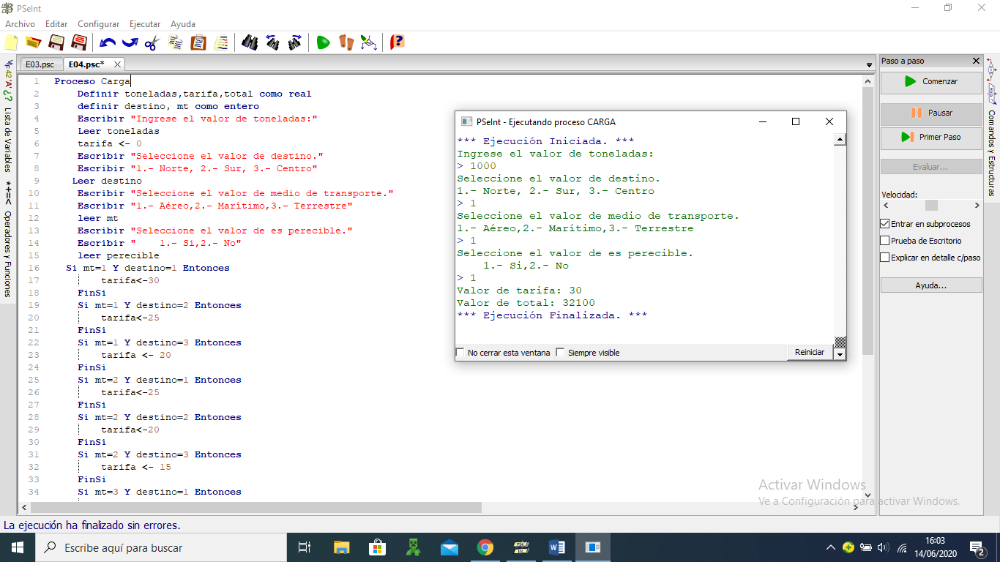 PSeInt
Archivo Editar Configurar Ejecutar Ayuda
E03.psc E04.psc*
1 Proceso Carga
2 Definir toneladas,tarifa,total como real
3 definir destino, mt como entero
4 Escribir "Ingrese el valor de toneladas:"
5 Leer toneladas
6 tarifa <- 0
7 Escribir "Seleccione el valor de destino."
8 Escribir "1.- Norte, 2.- Sur, 3.- Centro"
9 Leer destino
10 Escribir "Seleccione el valor de medio de transporte."
11 Escribir "1.- Aéreo,2.- Marítimo,3.- Terrestre"
12 leer mt
13 Escribir "Seleccione el valor de es perecible."
14 Escribir "    1.- Si,2.- No"
15 leer perecible
16 Si mt=1 Y destino=1 Entonces
17 tarifa<-30
18 FinSi
19 Si mt=1 Y destino=2 Entonces
20 tarifa<-25
21 FinSi
22 Si mt=1 Y destino=3 Entonces
23 tarifa <- 20
24 FinSi
25 Si mt=2 Y destino=1 Entonces
26 tarifa<-25
27 FinSi
28 Si mt=2 Y destino=2 Entonces
29 tarifa<-20
30 FinSi
31 Si mt=2 Y destino=3 Entonces
32 tarifa <- 15
33 FinSi
34 Si mt=3 Y destino=1 Entonces
Lista de Variables
Operadores y Funciones
PSeInt - Ejecutando proceso CARGA
*** Ejecución Iniciada. ***
Ingrese el valor de toneladas:
> 1000
Seleccione el valor de destino.
1.- Norte, 2.- Sur, 3.- Centro
> 1
Seleccione el valor de medio de transporte.
1.- Aéreo,2.- Marítimo,3.- Terrestre
> 1
Seleccione el valor de es perecible.
    1.- Si,2.- No
> 1
Valor de tarifa: 30
Valor de total: 32100
*** Ejecución Finalizada. ***
No cerrar esta ventana Siempre visible Reiniciar
Paso a paso
Comenzar
Pausar
Primer Paso
Evaluar...
Velocidad:
Entrar en subprocesos
Prueba de Escritorio
Explicar en detalle c/paso
Ayuda...
Comandos y Estructuras
Activar Windows
Ve a Configuración para activar Windows.
La ejecución ha finalizado sin errores.
Escribe aquí para buscar
16:03
14/06/2020
2